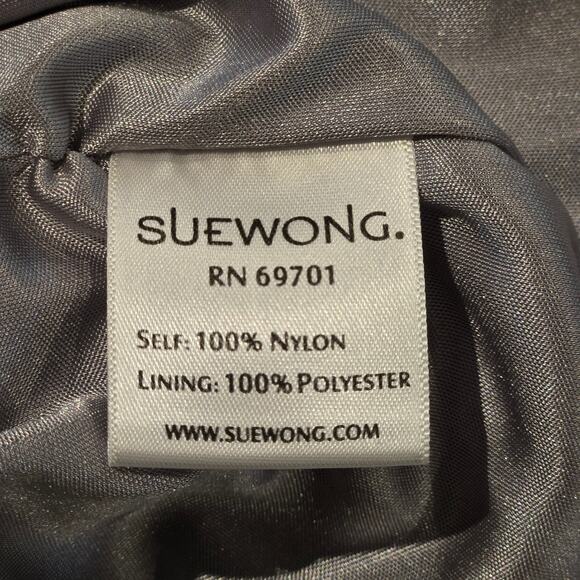 SUEWONG.
RN 69701
SELF: 100% NYLON
LINING: 100% POLYESTER
WWW.SUEWONG.COM